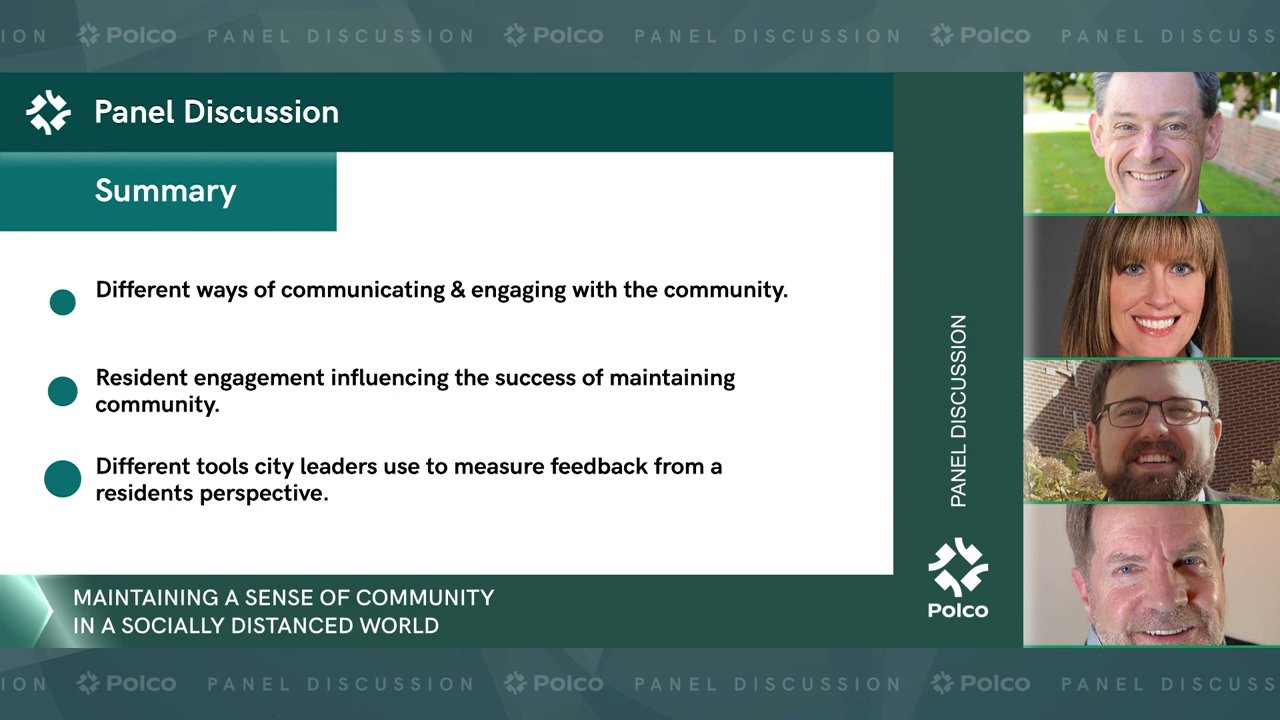 ION Polco PANEL DISCUSSION Polco PANEL DISCUSSION Polco PANEL DISCUSS
Panel Discussion
Summary
Different ways of communicating & engaging with the community.
Resident engagement influencing the success of maintaining
community.
Different tools city leaders use to measure feedback from a
residents perspective.
PANEL DISCUSSION
Polco
MAINTAINING A SENSE OF COMMUNITY
IN A SOCIALLY DISTANCED WORLD
ION Polco PANEL DISCUSSION Polco PANEL DISCUSSION Polco PANEL DISCUSS